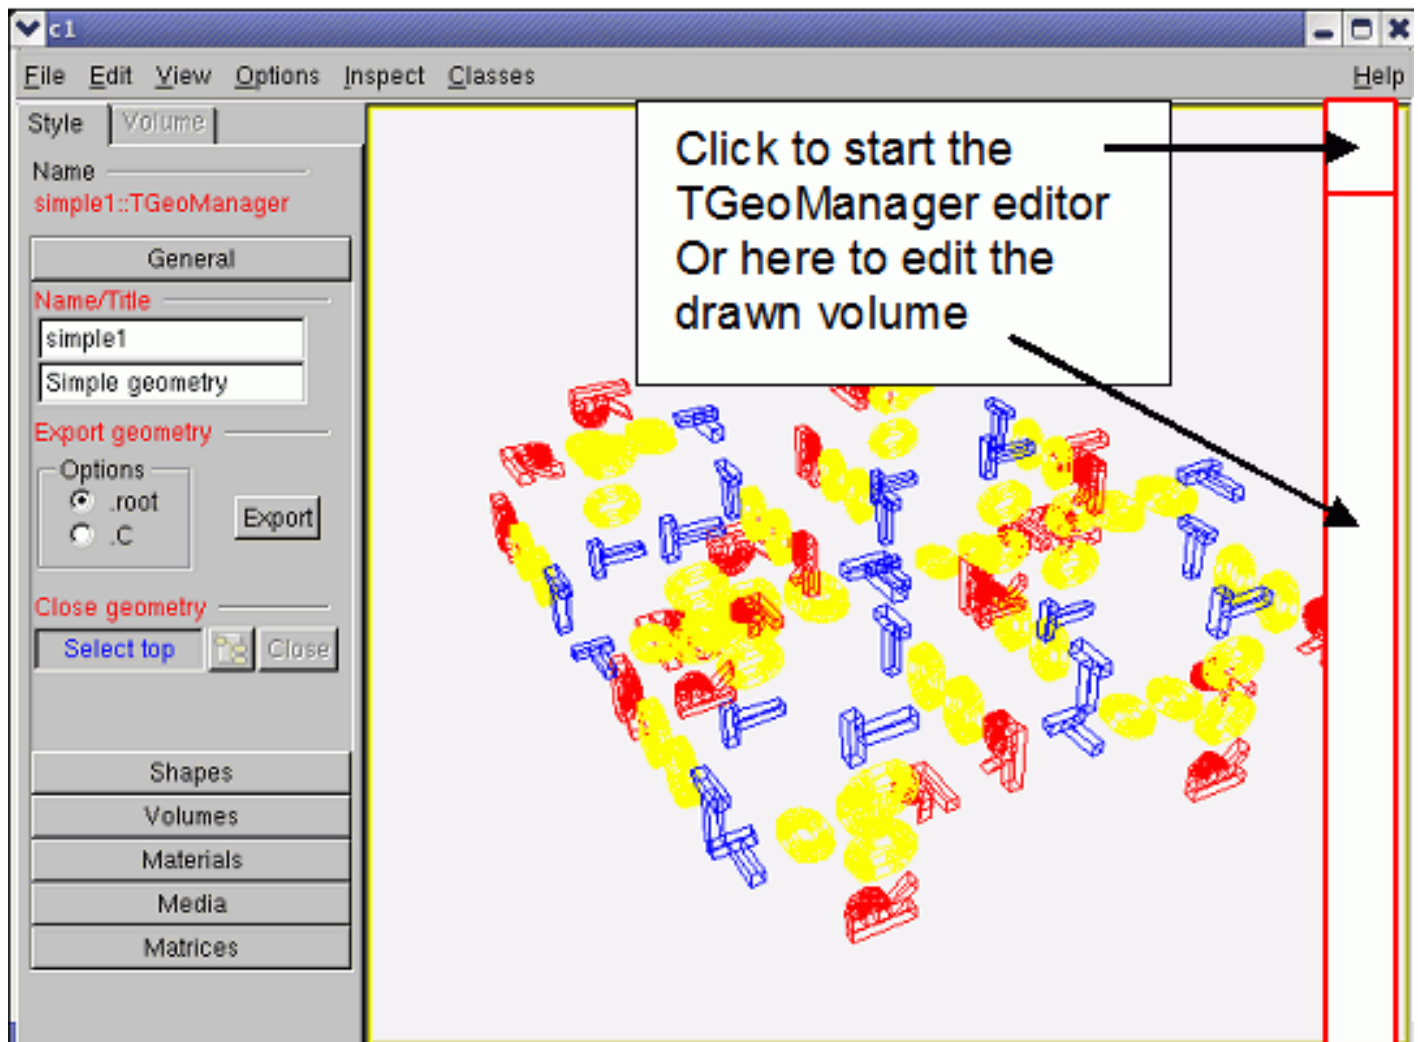 c1
File Edit View Options Inspect Classes Help
Style Volume
Name
simple1::TGeoManager
General
Name/Title
simple1
Simple geometry
Export geometry
Options
.root
.C
Export
Close geometry
Select top Close
Shapes
Volumes
Materials
Media
Matrices
Click to start the
TGeoManager editor
Or here to edit the
drawn volume